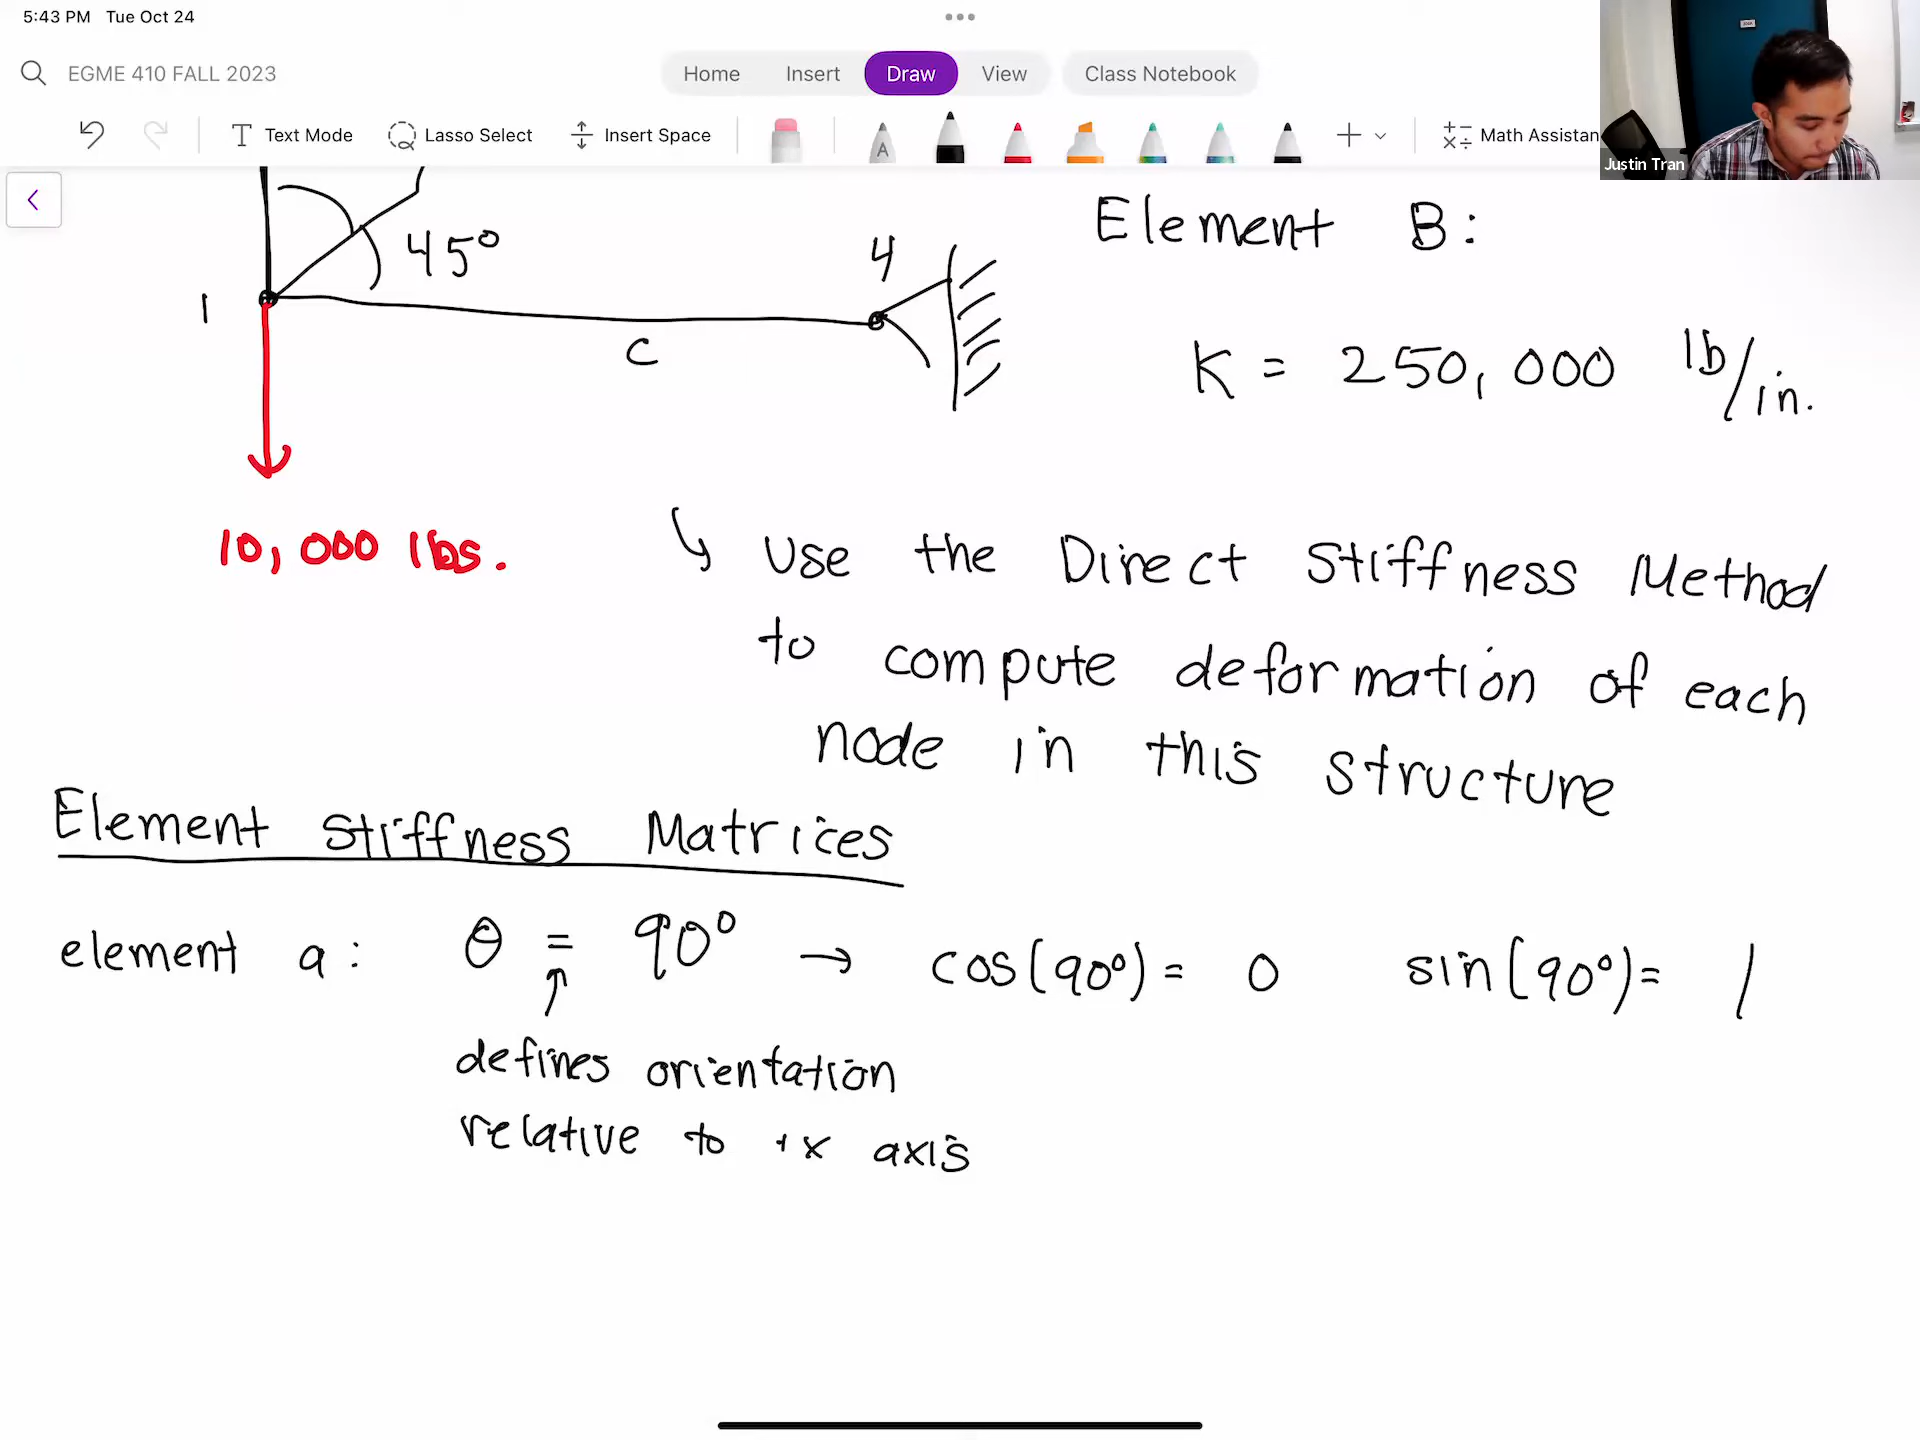 5:43 PM Tue Oct 24
EGME 410 FALL 2023
Home Insert Draw View Class Notebook
Text Mode Lasso Select Insert Space A Math Assistan
Justin Tran
45°
1
4
C
10,000 lbs.
Element B:
K = 250,000 lb/in.
↳ Use the Direct Stiffness Method
to compute deformation of each
node in this structure
Element Stiffness Matrices
element a: θ = 90° → cos(90°) = 0 sin(90°) = 1
↑
defines orientation
relative to +x axis